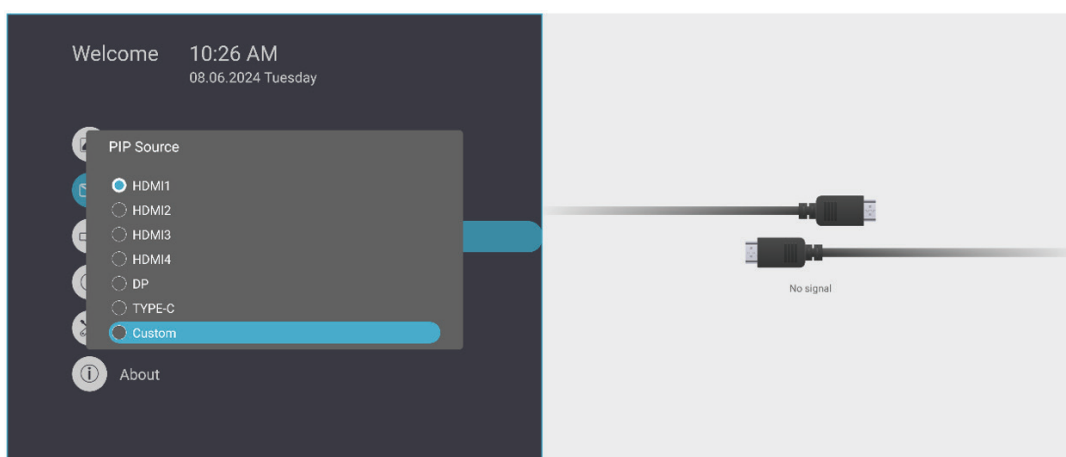 Welcome
10:26 AM
08.06.2024 Tuesday
PIP Source
HDMI1
HDMI2
HDMI3
HDMI4
DP
TYPE-C
Custom
About
No signal